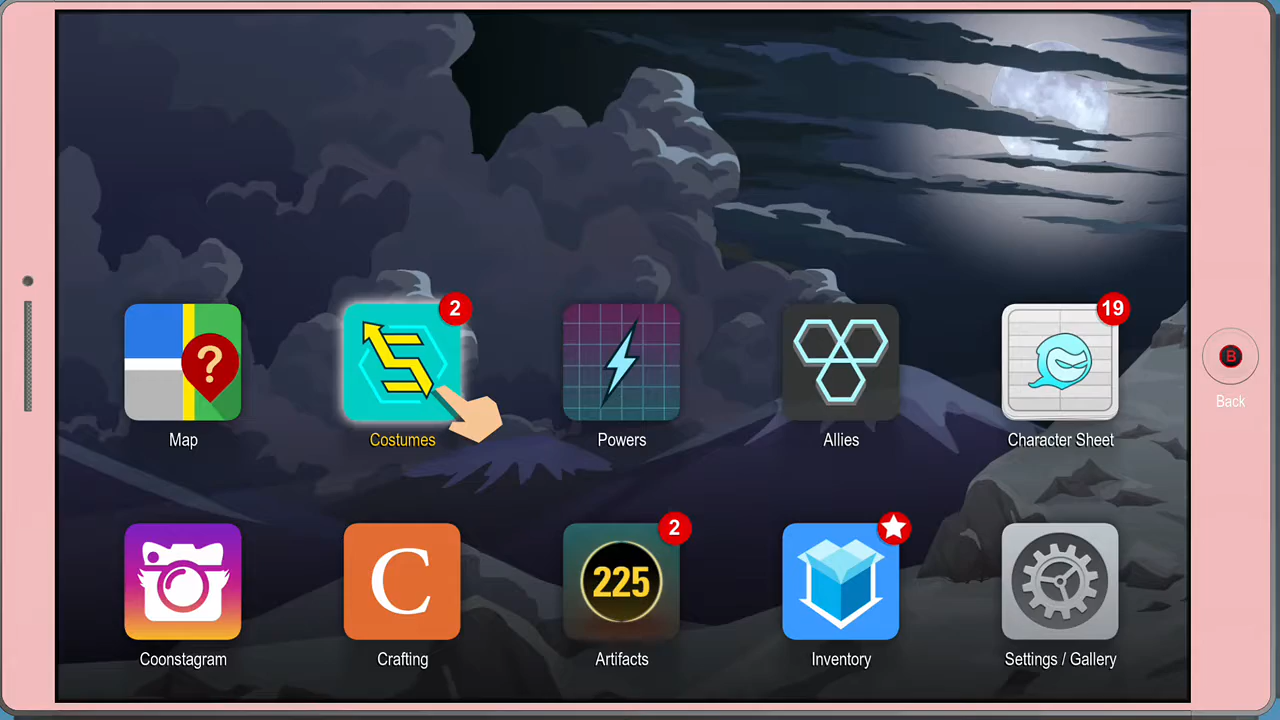 2
19
?
Map
Costumes
Powers
Allies
Character Sheet
B
Back
2
C
225
Coonstagram
Crafting
Artifacts
Inventory
Settings / Gallery